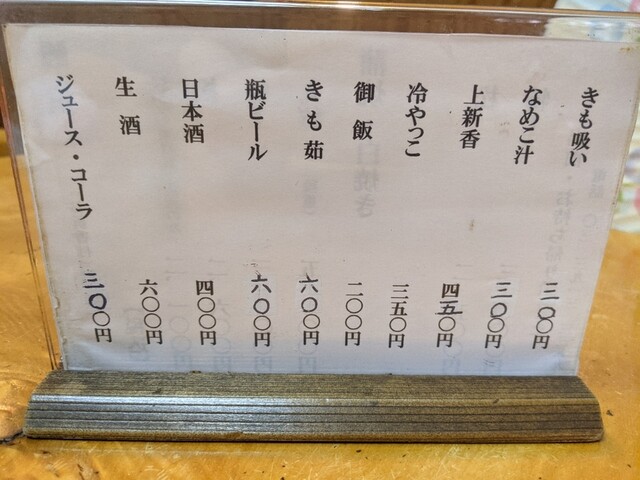 きも吸い 三〇〇円
なめこ汁 三〇〇円
上新香 四五〇円
冷やっこ 三五〇円
御飯 二〇〇円
きも茹 六〇〇円
瓶ビール 六〇〇円
日本酒 四〇〇円
生酒 六〇〇円
ジュース・コーラ 三〇〇円